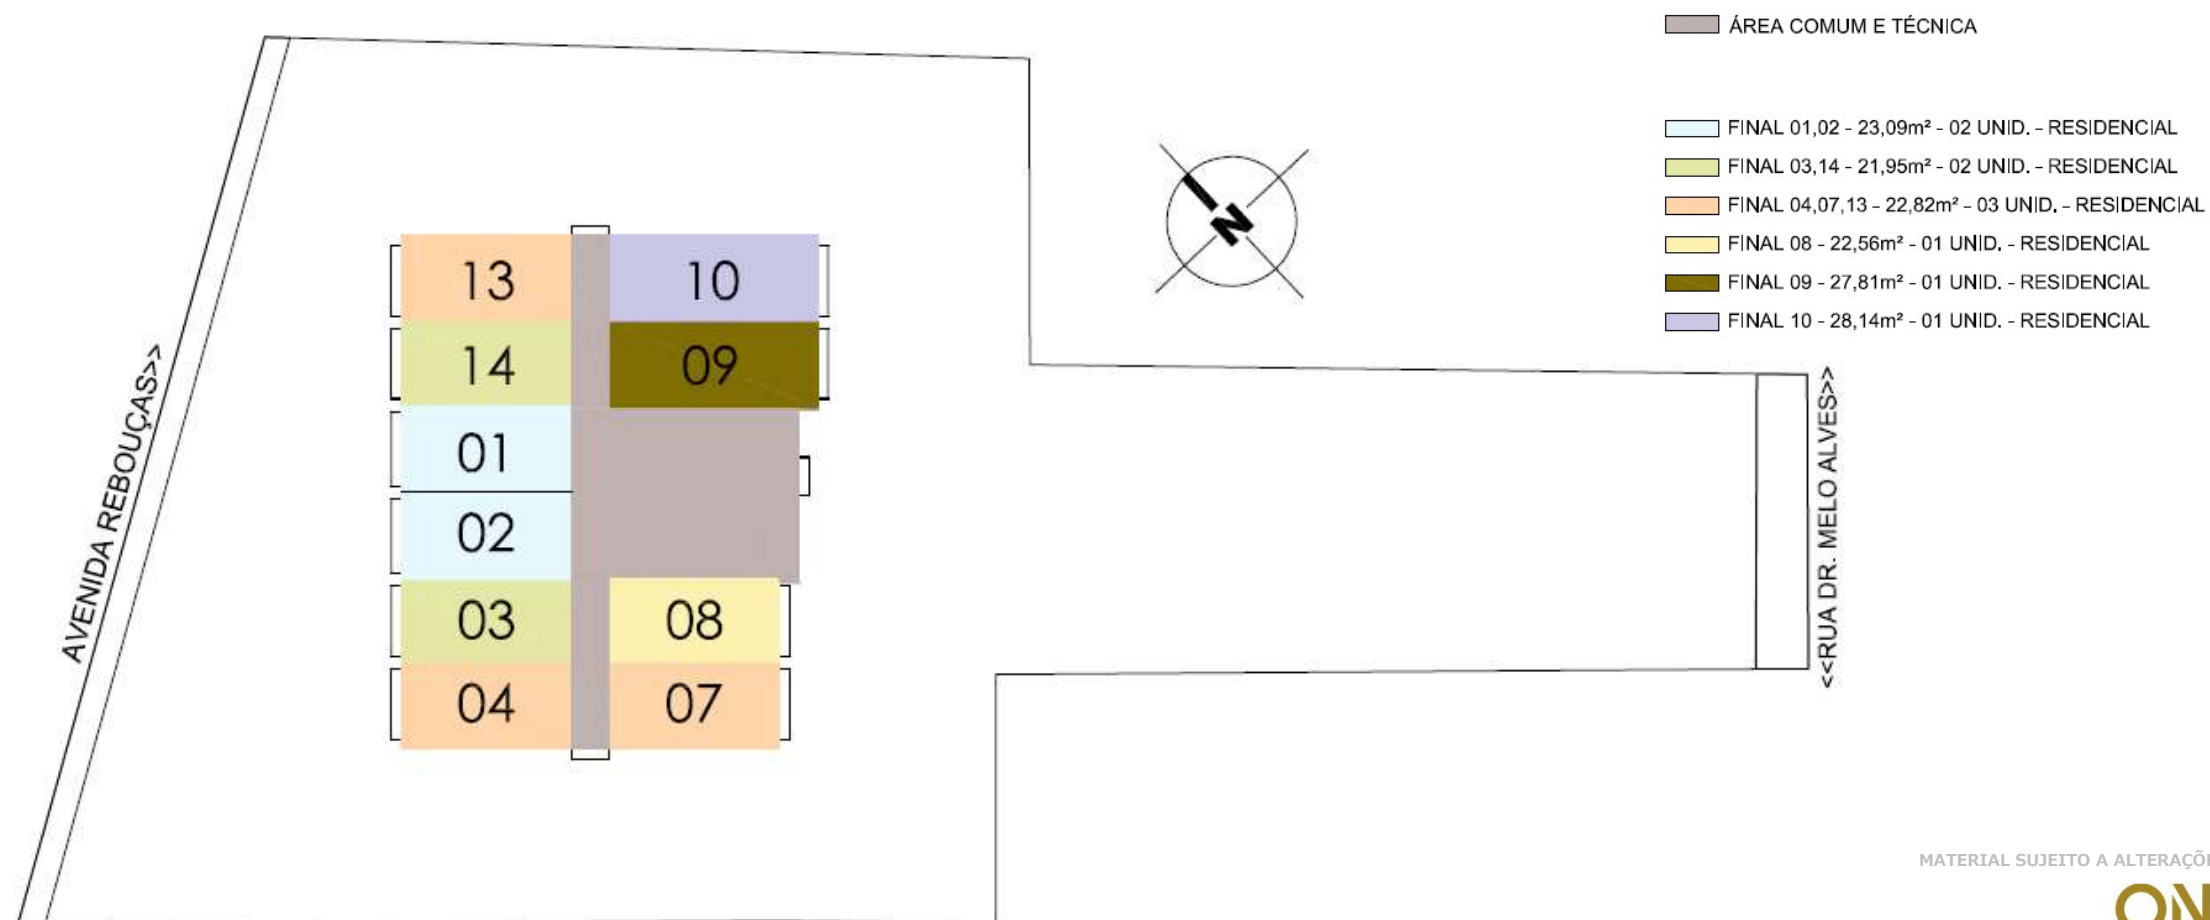 ÁREA COMUM E TÉCNICA
FINAL 01,02 - 23,09m² - 02 UNID. - RESIDENCIAL
FINAL 03,14 - 21,95m² - 02 UNID. - RESIDENCIAL
FINAL 04,07,13 - 22,82m² - 03 UNID. - RESIDENCIAL
FINAL 08 - 22,56m² - 01 UNID. - RESIDENCIAL
FINAL 09 - 27,81m² - 01 UNID. - RESIDENCIAL
FINAL 10 - 28,14m² - 01 UNID. - RESIDENCIAL
N
13 10
14 09
01
02
03 08
04 07
AVENIDA REBOUÇAS>>
<<RUA DR. MELO ALVES>>
MATERIAL SUJEITO A ALTERAÇÕ
ON